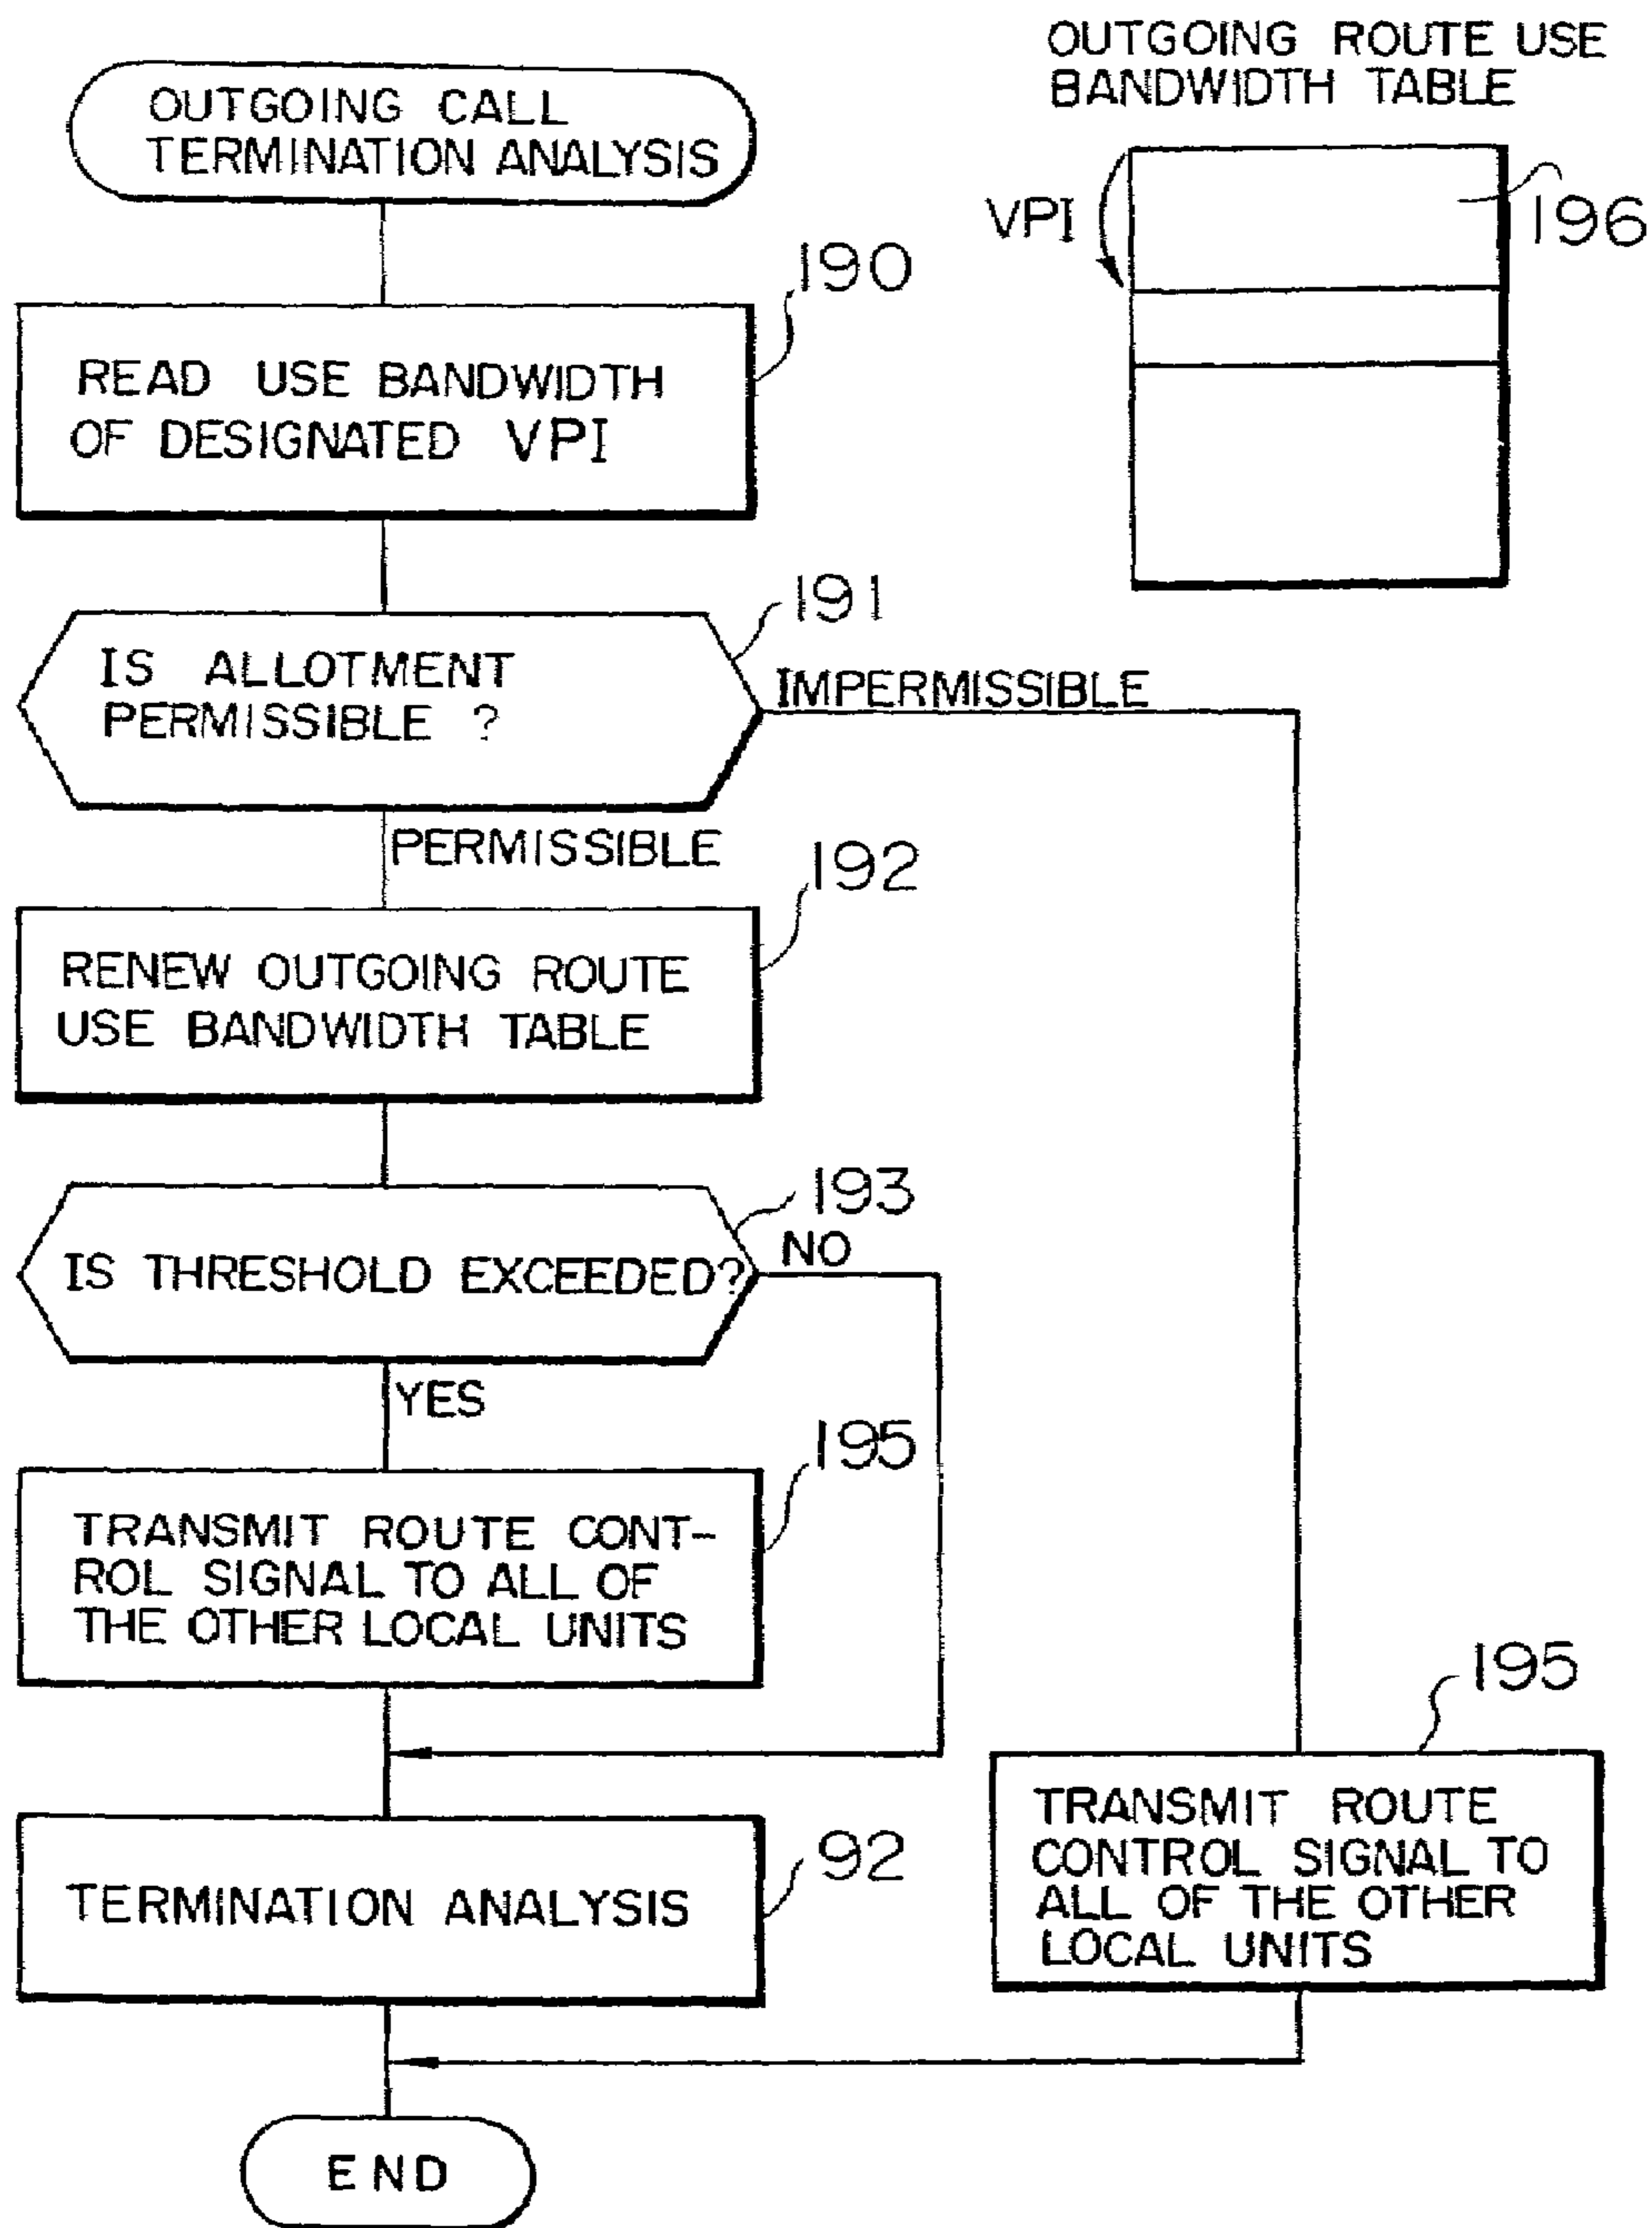 OUTGOING CALL
TERMINATION ANALYSIS
OUTGOING ROUTE USE
BANDWIDTH TABLE
VPI
196
190
READ USE BANDWIDTH
OF DESIGNATED VPI
191
IS ALLOTMENT
PERMISSIBLE ?
IMPERMISSIBLE
PERMISSIBLE
192
RENEW OUTGOING ROUTE
USE BANDWIDTH TABLE
193
IS THRESHOLD EXCEEDED?
NO
YES
195
TRANSMIT ROUTE CONT-
ROL SIGNAL TO ALL OF
THE OTHER LOCAL UNITS
195
TRANSMIT ROUTE
CONTROL SIGNAL TO
ALL OF THE OTHER
LOCAL UNITS
92
TERMINATION ANALYSIS
END